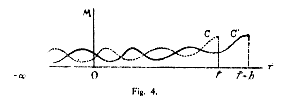 M
C C'
-∞ O t t+h τ
Fig. 4.